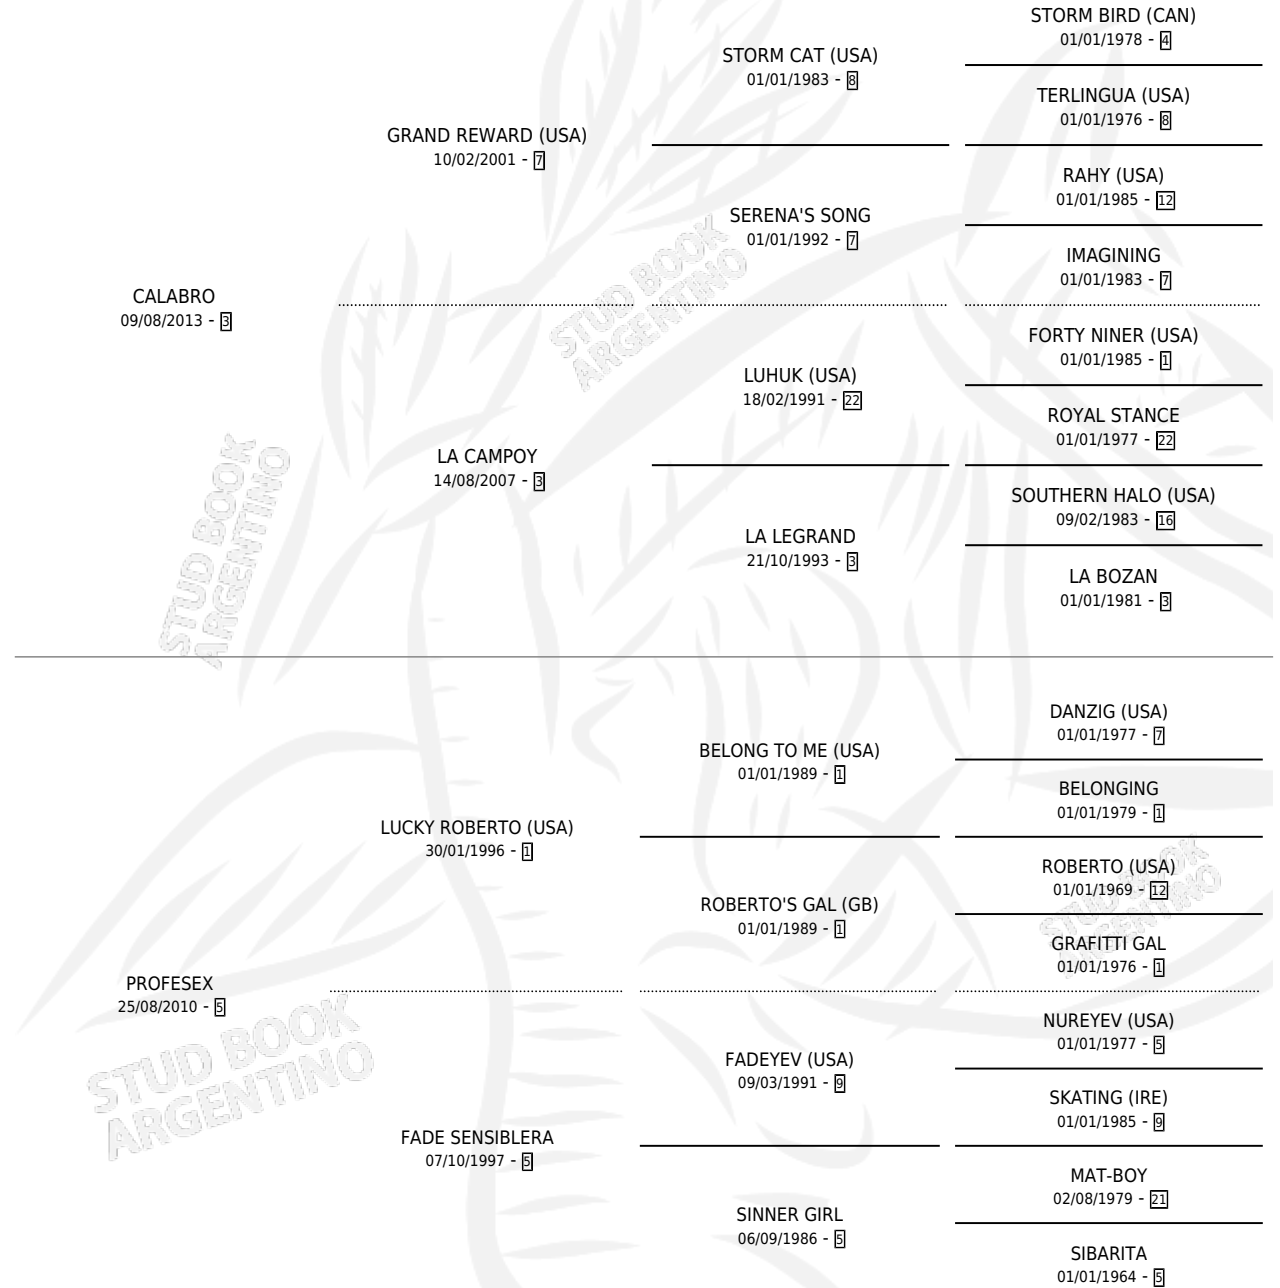 STORM BIRD (CAN)
01/01/1978 - 4
STORM CAT (USA)
01/01/1983 - 8
TERLINGUA (USA)
01/01/1976 - 8
GRAND REWARD (USA)
10/02/2001 - 7
RAHY (USA)
01/01/1985 - 12
SERENA'S SONG
01/01/1992 - 7
IMAGINING
01/01/1983 - 7
CALABRO
09/08/2013 - 3
FORTY NINER (USA)
01/01/1985 - 1
LUHUK (USA)
18/02/1991 - 22
ROYAL STANCE
01/01/1977 - 22
LA CAMPOY
14/08/2007 - 3
SOUTHERN HALO (USA)
09/02/1983 - 16
LA LEGRAND
21/10/1993 - 3
LA BOZAN
01/01/1981 - 3
DANZIG (USA)
01/01/1977 - 7
BELONG TO ME (USA)
01/01/1989 - 1
BELONGING
01/01/1979 - 1
LUCKY ROBERTO (USA)
30/01/1996 - 1
ROBERTO (USA)
01/01/1969 - 12
ROBERTO'S GAL (GB)
01/01/1989 - 1
GRAFITTI GAL
01/01/1976 - 1
PROFESEX
25/08/2010 - 5
NUREYEV (USA)
01/01/1977 - 5
FADEYEV (USA)
09/03/1991 - 9
SKATING (IRE)
01/01/1985 - 9
FADE SENSIBLERA
07/10/1997 - 5
MAT-BOY
02/08/1979 - 21
SINNER GIRL
06/09/1986 - 5
SIBARITA
01/01/1964 - 5
STUD BOOK
ARGENTINO
STUD BOOK
ARGENTINO
STUD BOOK
ARGENTINO
STUD BOOK
ARGENTINO